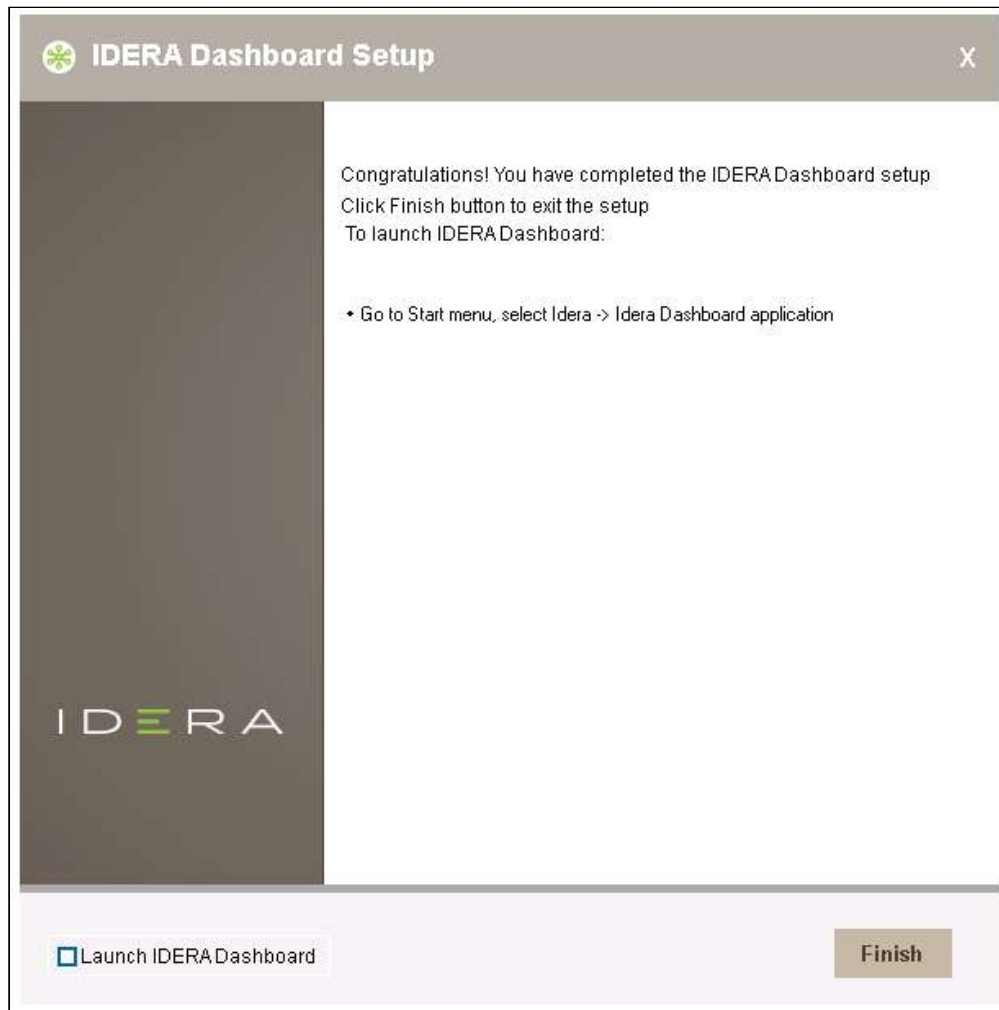 IDERA Dashboard Setup X
Congratulations! You have completed the IDERA Dashboard setup
Click Finish button to exit the setup
To launch IDERA Dashboard:
• Go to Start menu, select Idera -> Idera Dashboard application
IDERA
Launch IDERA Dashboard
Finish